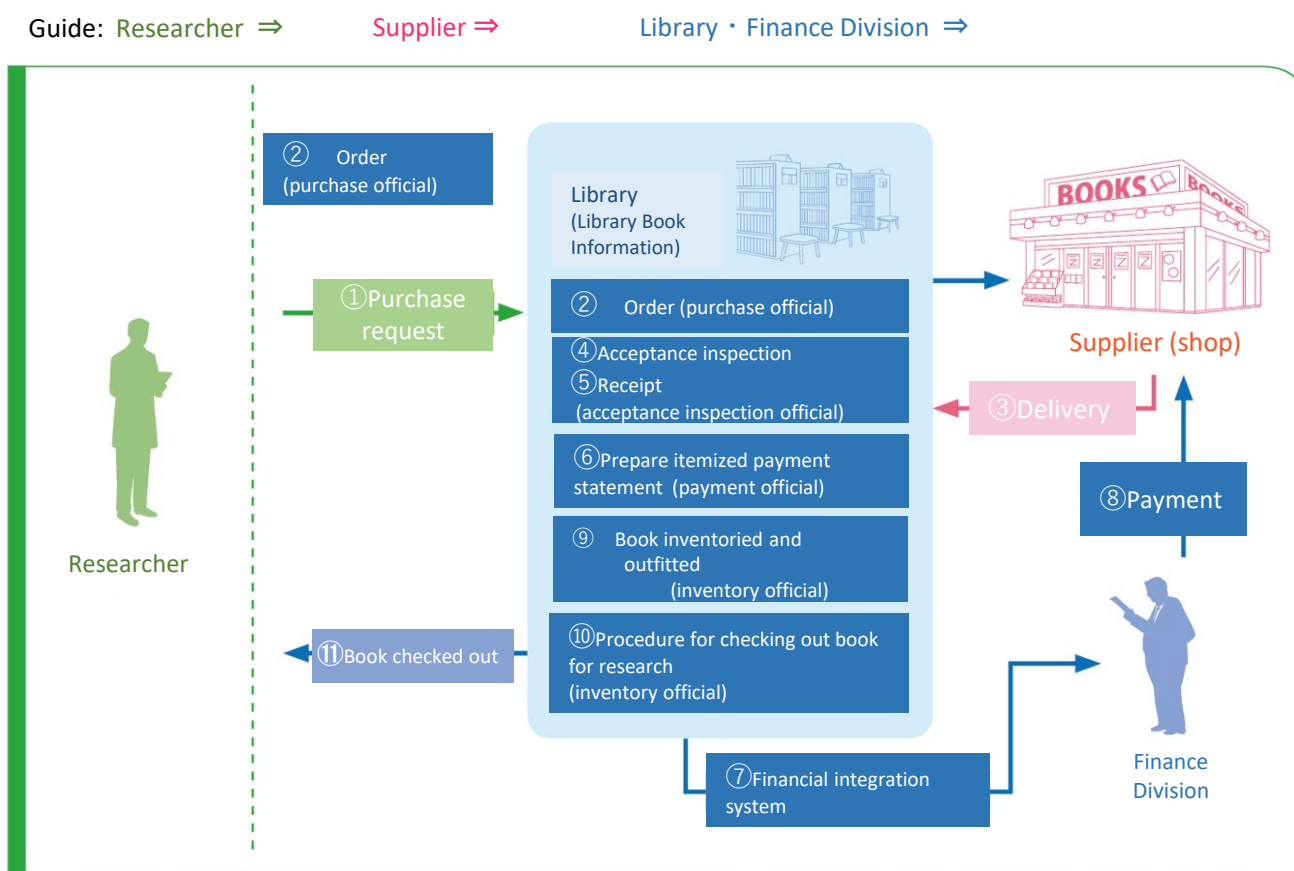 Guide: Researcher ⇒ Supplier ⇒ Library・Finance Division ⇒
② Order
(purchase official)
Library
(Library Book
Information)
BOOKS
BOOKS
①Purchase
request
② Order (purchase official)
④Acceptance inspection
⑤Receipt
(acceptance inspection official)
Supplier (shop)
③Delivery
⑥Prepare itemized payment
statement (payment official)
⑧Payment
⑨ Book inventoried and
outfitted
(inventory official)
Researcher
⑩Procedure for checking out book
for research
(inventory official)
⑪Book checked out
⑦Financial integration
system
Finance
Division